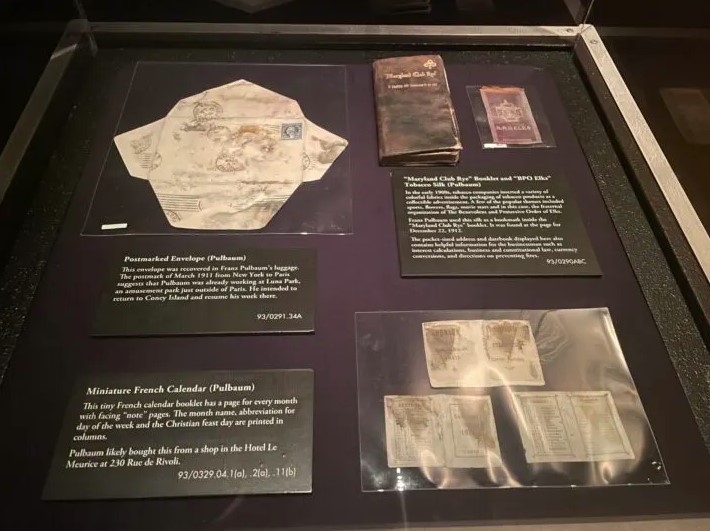 Maryland Club Rye
B.P.O. ELKS
"Maryland Club Rye" Booklet and "BPO Elks"
Tobacco Silk (Pulbaum)
In the early 1900s, tobacco companies inserted a variety of
colorful fabrics inside the packaging of tobacco products as a
collectible advertisement. A few of the popular themes included
sports, flowers, flags, movie stars and in this case, the fraternal
organization of The Benevolent and Protective Order of Elks.
Franz Pulbaum used this silk as a bookmark inside the
"Maryland Club Rye" booklet. It was found at the page for
December 22, 1912.
The pocket-sized address and datebook displayed here also
contains helpful information for the businessman such as
interest calculations, business and constitutional law, currency
conversions, and directions on preventing fires.
93/0290ABC
Postmarked Envelope (Pulbaum)
This envelope was recovered in Franz Pulbaum's luggage.
The postmark of March 1911 from New York to Paris
suggests that Pulbaum was already working at Luna Park,
an amusement park just outside of Paris. He intended to
return to Coney Island and resume his work there.
93/0291.34A
Miniature French Calendar (Pulbaum)
This tiny French calendar booklet has a page for every month
with facing "note" pages. The month name, abbreviation for
day of the week and the Christian feast day are printed in
columns.
Pulbaum likely bought this from a shop in the Hotel Le
Meurice at 230 Rue de Rivoli.
93/0329.04.1(a), .2(a), .11(b)